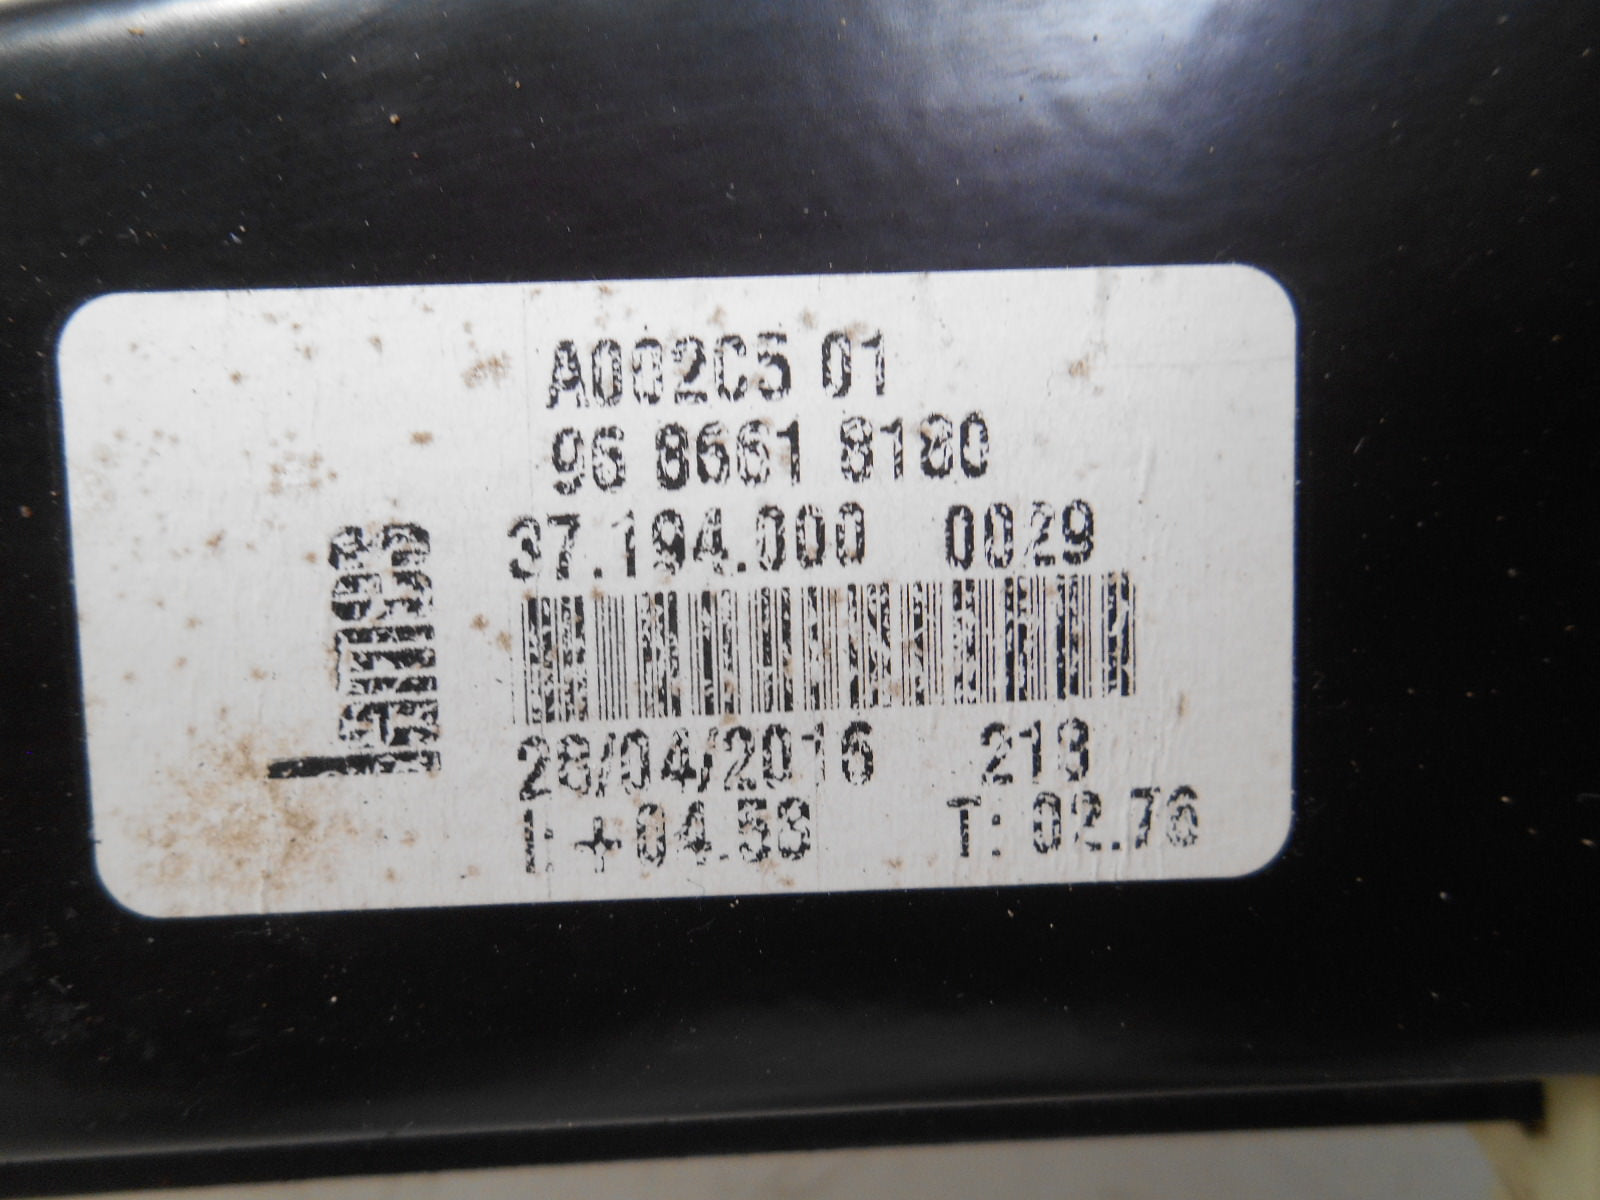 A002C5 01
96 8661 8180
37.194.000 0029
28/04/2016 213
+04.58 T: 02.76